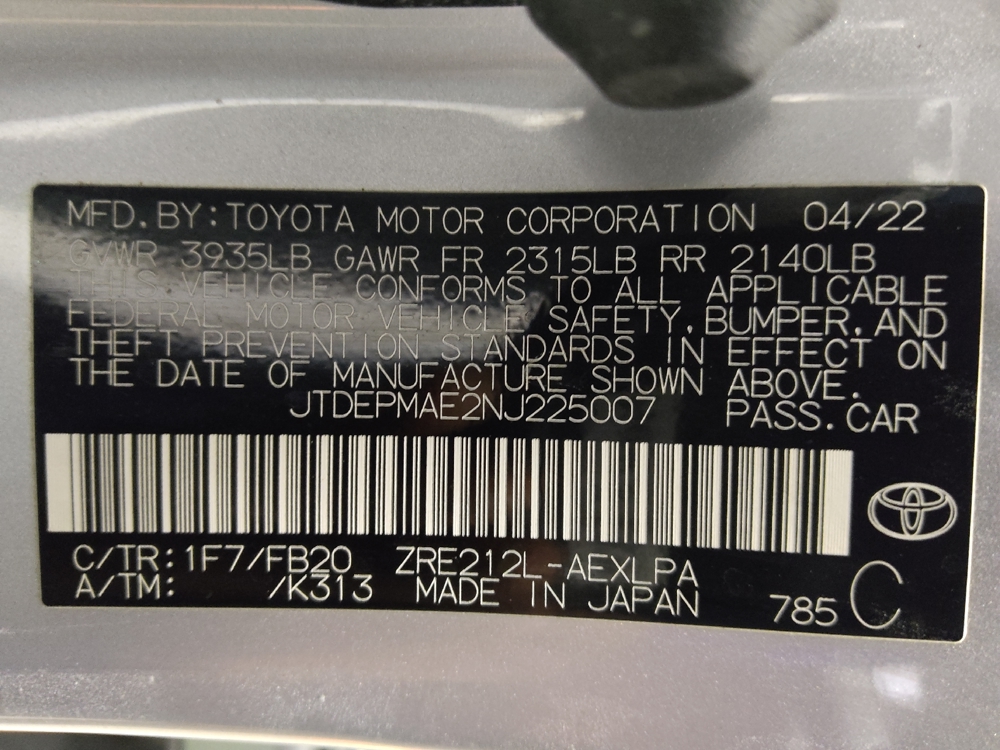 MFD.BY:TOYOTA MOTOR CORPORATION 04/22
GVWR 3935LB GAWR FR 2315LB RR 2140LB
THIS VEHICLE CONFORMS TO ALL APPLICABLE
FEDERAL MOTOR VEHICLE SAFETY, BUMPER, AND
THEFT PREVENTION STANDARDS IN EFFECT ON
THE DATE OF MANUFACTURE SHOWN ABOVE.
JTDEPMAE2NJ225007 PASS.CAR
C/TR:1F7/FB20 ZRE212L-AEXLPA
A/TM: /K313 MADE IN JAPAN 785 C